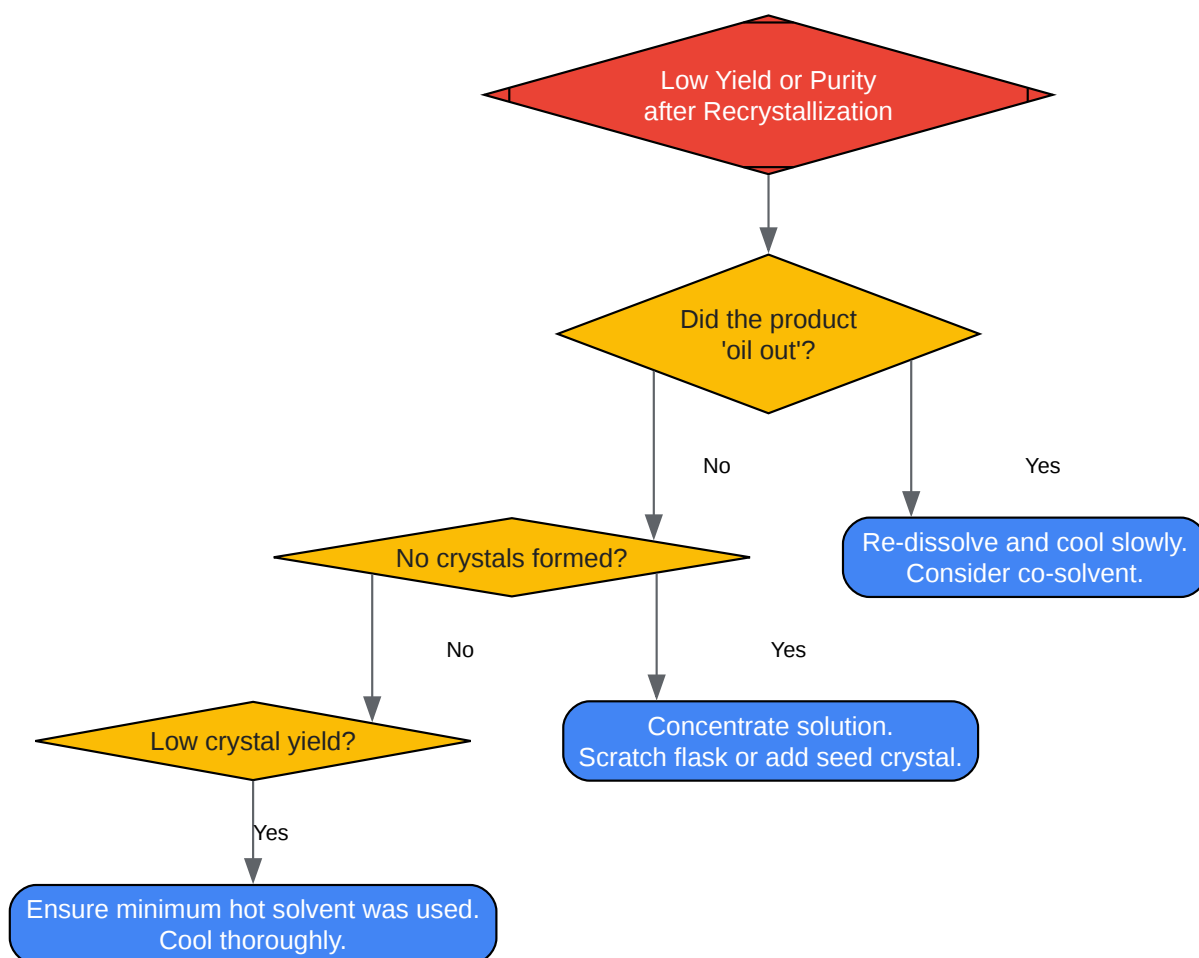 Low Yield or Purity
after Recrystallization
Did the product
'oil out'?
No
Yes
Re-dissolve and cool slowly.
Consider co-solvent.
No crystals formed?
No
Yes
Concentrate solution.
Scratch flask or add seed crystal.
Low crystal yield?
Yes
Ensure minimum hot solvent was used.
Cool thoroughly.